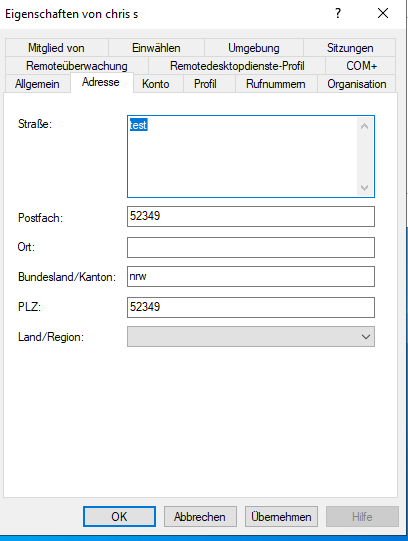 Eigenschaften von chris s
?
Mitglied von Einwählen Umgebung Sitzungen
Remoteüberwachung Remotedesktopdienste-Profil COM+
Allgemein Adresse Konto Profil Rufnummern Organisation
Straße: test
Postfach: 52349
Ort:
Bundesland/Kanton: nrw
PLZ: 52349
Land/Region:
OK Abbrechen Übernehmen Hilfe